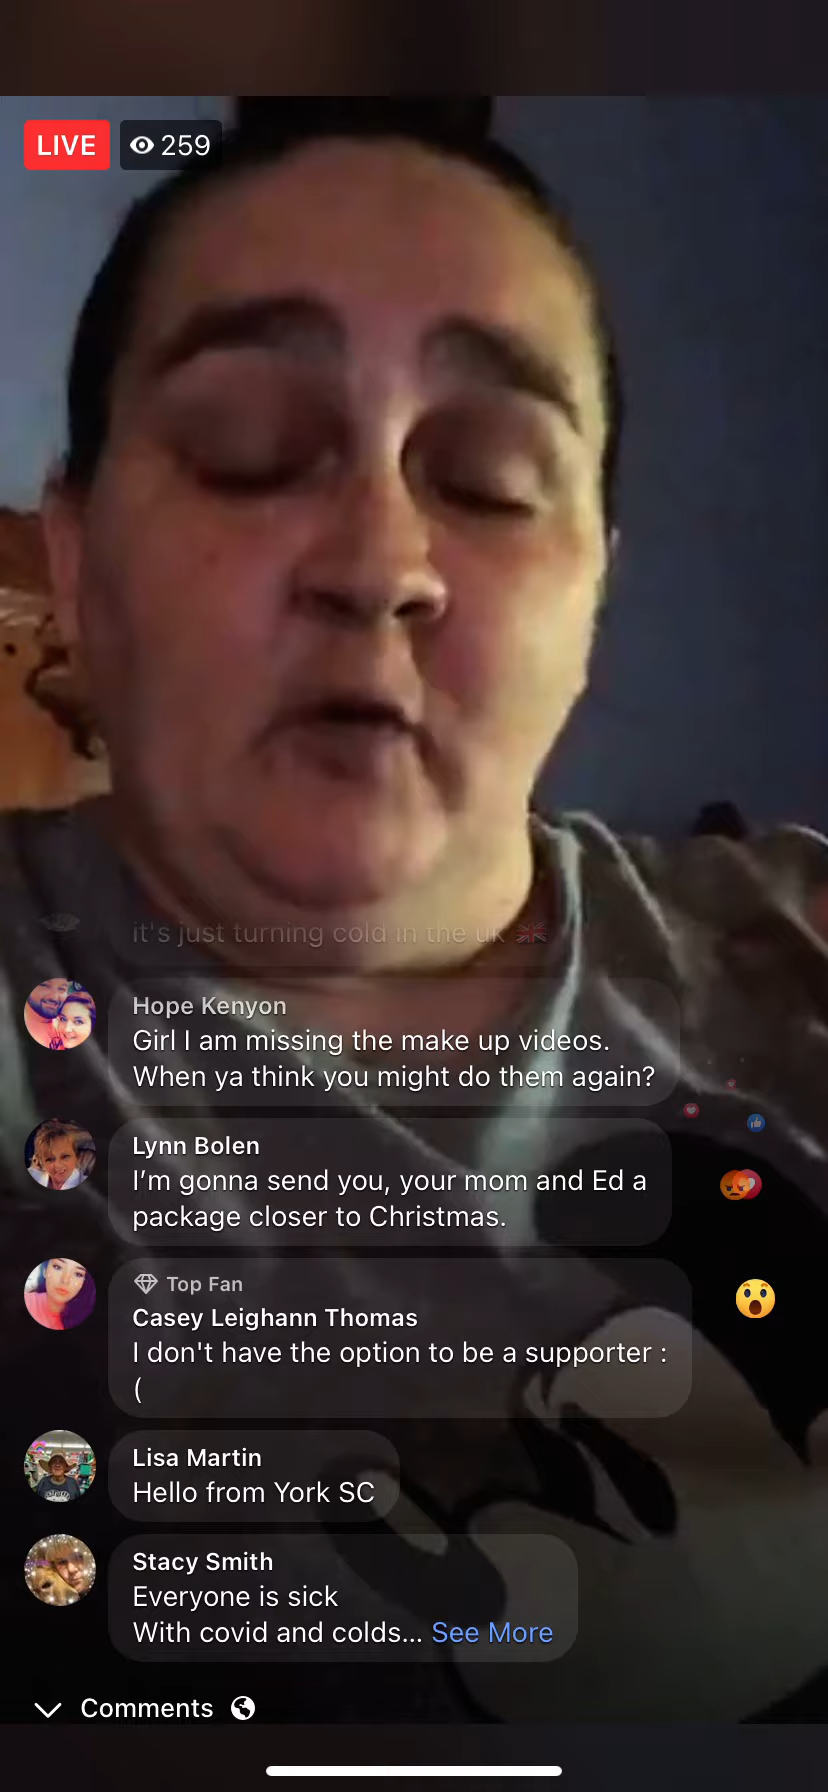 LIVE 259
it's just turning cold in the uk 🇬🇧
Hope Kenyon
Girl I am missing the make up videos.
When ya think you might do them again?
Lynn Bolen
I’m gonna send you, your mom and Ed a
package closer to Christmas.
Top Fan
Casey Leighann Thomas
I don't have the option to be a supporter :
(
Lisa Martin
Hello from York SC
Stacy Smith
Everyone is sick
With covid and colds... See More
Comments